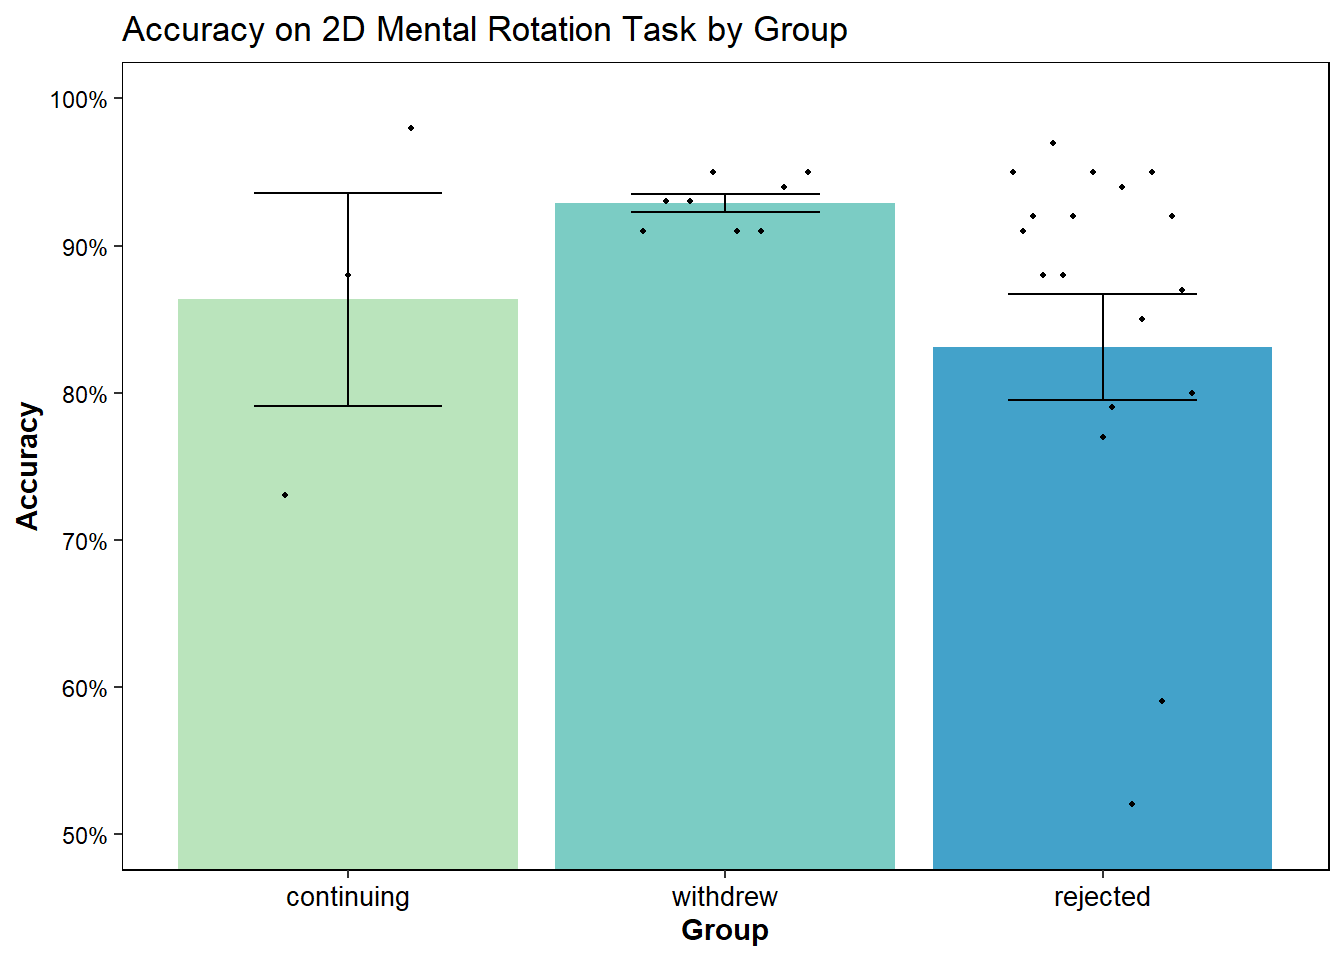 Accuracy on 2D Mental Rotation Task by Group
100%
90%
80%
70%
60%
50%
Accuracy
continuing
withdrew
rejected
Group